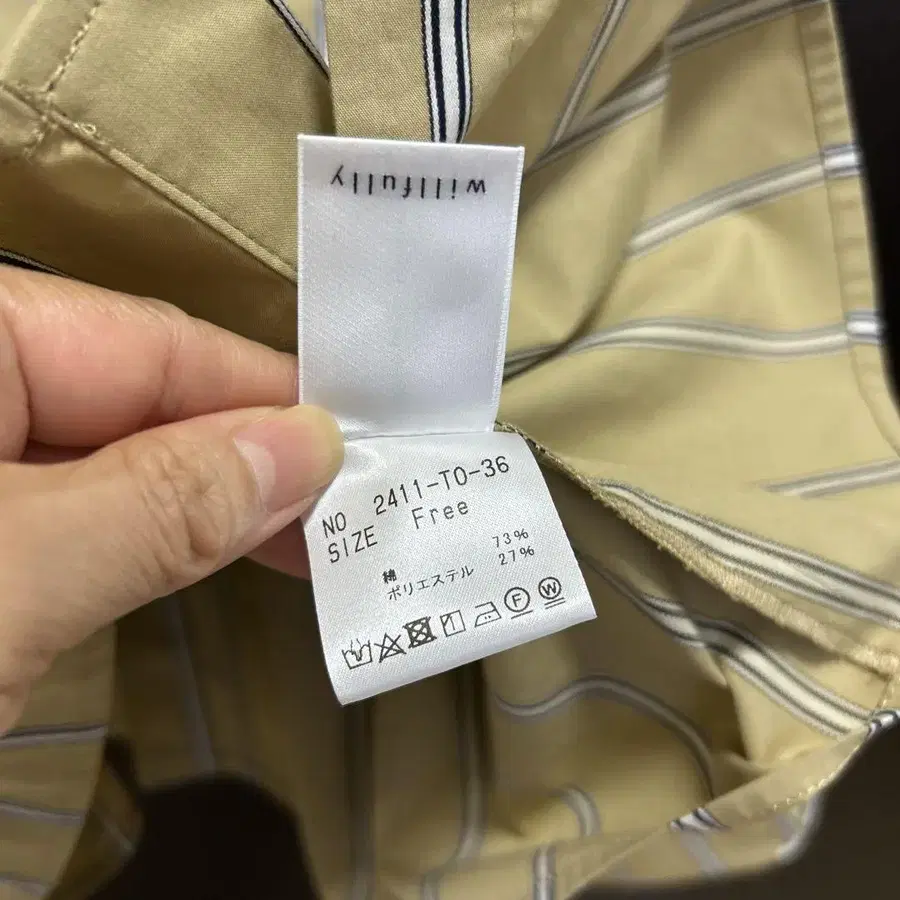 willfully
NO 2411-TO-36
SIZE Free
綿 73%
ポリエステル 27%
F W